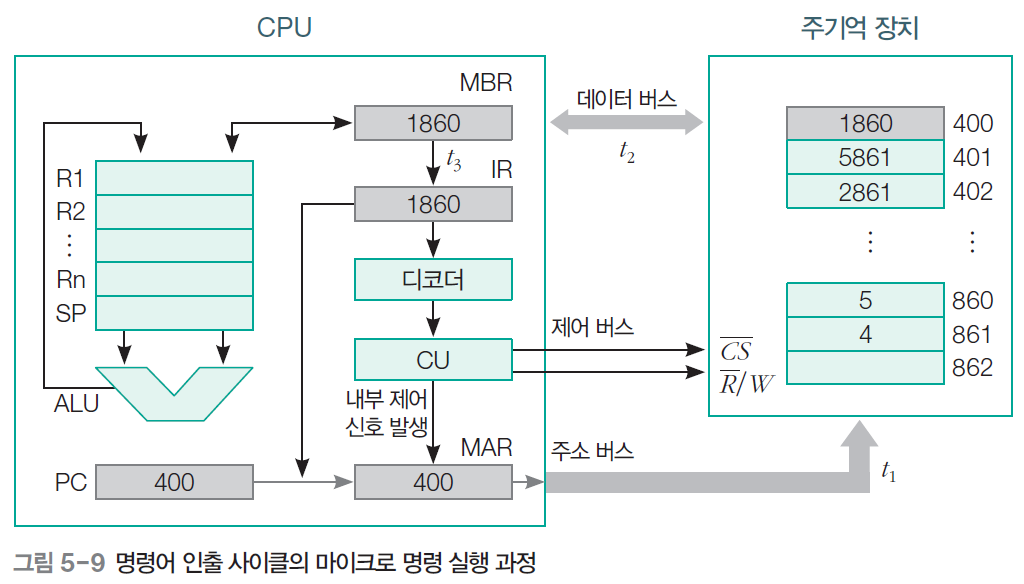 CPU
주기억 장치
MBR
1860
t3
IR
1860
디코더
CU
내부 제어
신호 발생
MAR
400
R1
R2
⋮
Rn
SP
ALU
PC
400
데이터 버스
t2
제어 버스
CS
R/W
주소 버스
t1
1860 400
5861 401
2861 402
⋮ ⋮
5 860
4 861
862
그림 5-9 명령어 인출 사이클의 마이크로 명령 실행 과정